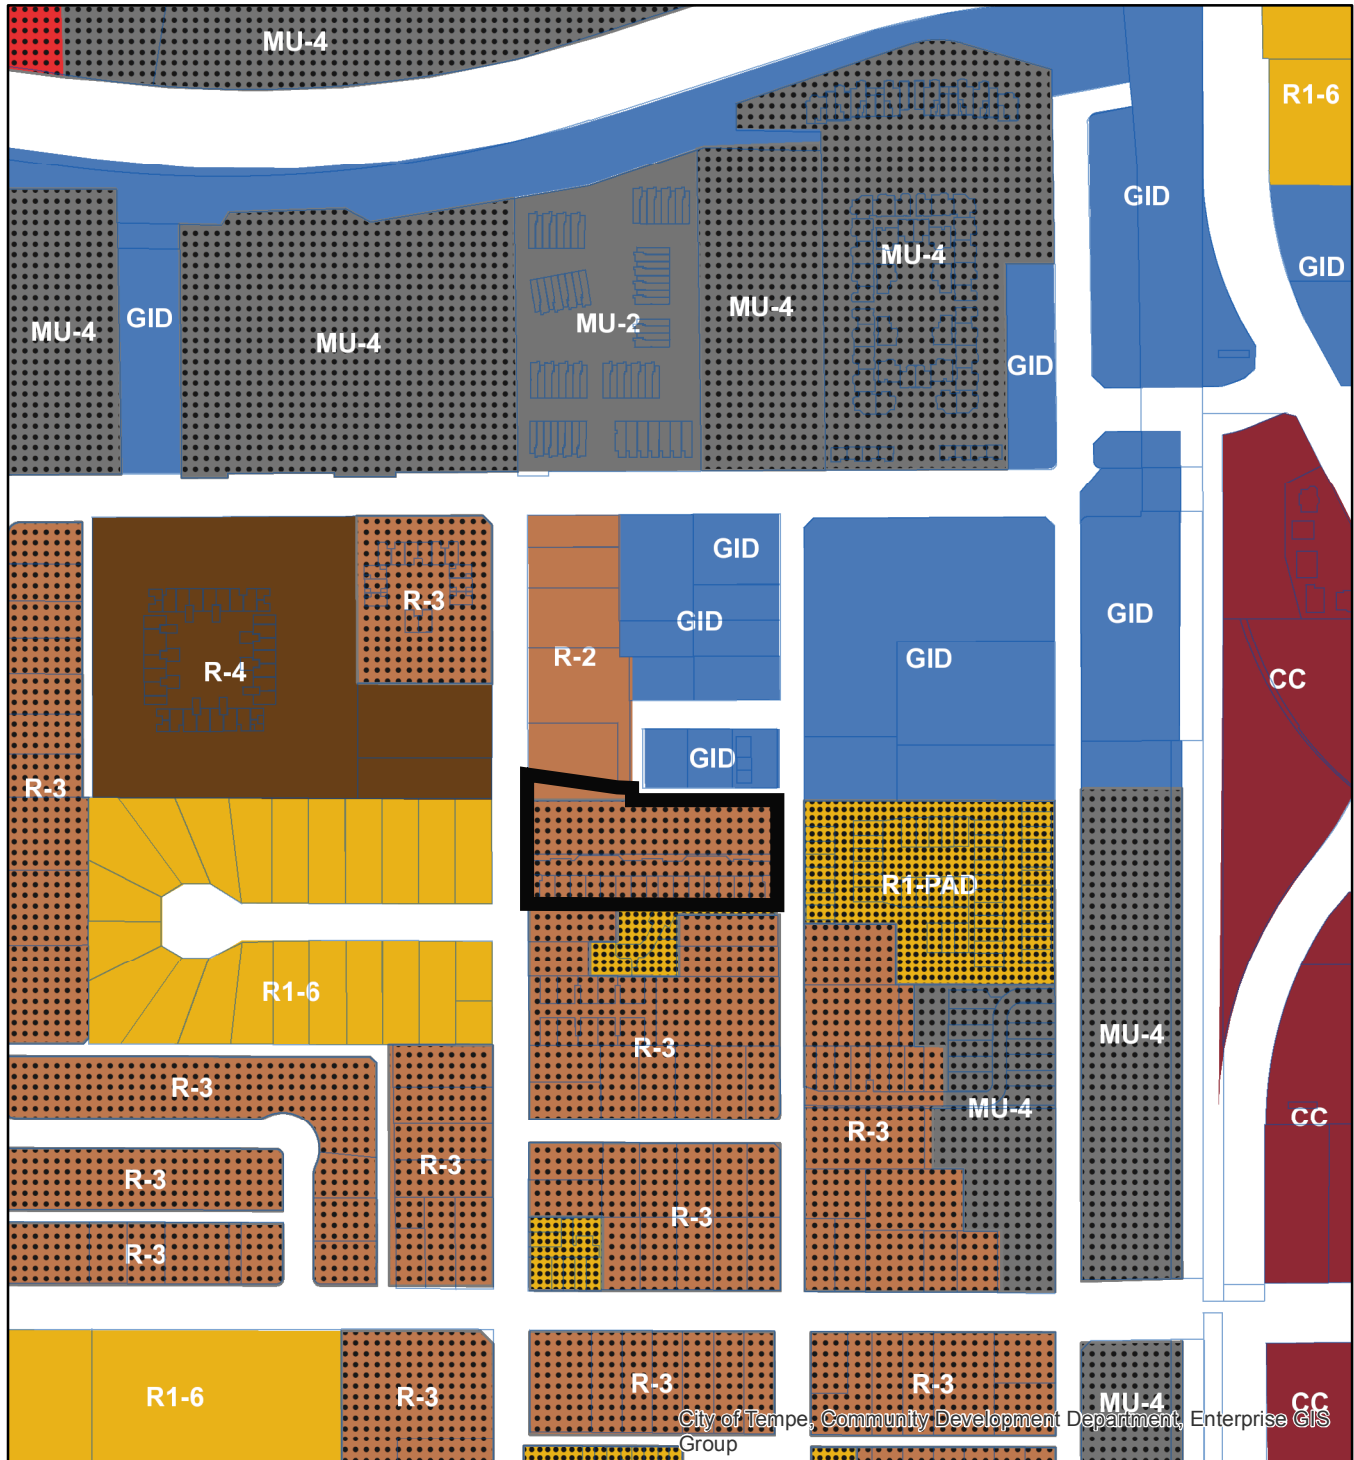 MU-4
R1-6
GID
MU-4
GID
GID
MU-4
MU-4
MU-2
MU-4
GID
GID
GID
R-3
GID
GID
R-2
GID
R-4
CC
GID
R-3
R1-PAD
R1-6
MU-4
R-3
R-3
MU-4
CC
R-3
R-3
R-3
R-3
R-3
R-3
R-3
R1-6
R-3
MU-4
CC
City of Tempe, Community Development Department, Enterprise GIS
Group